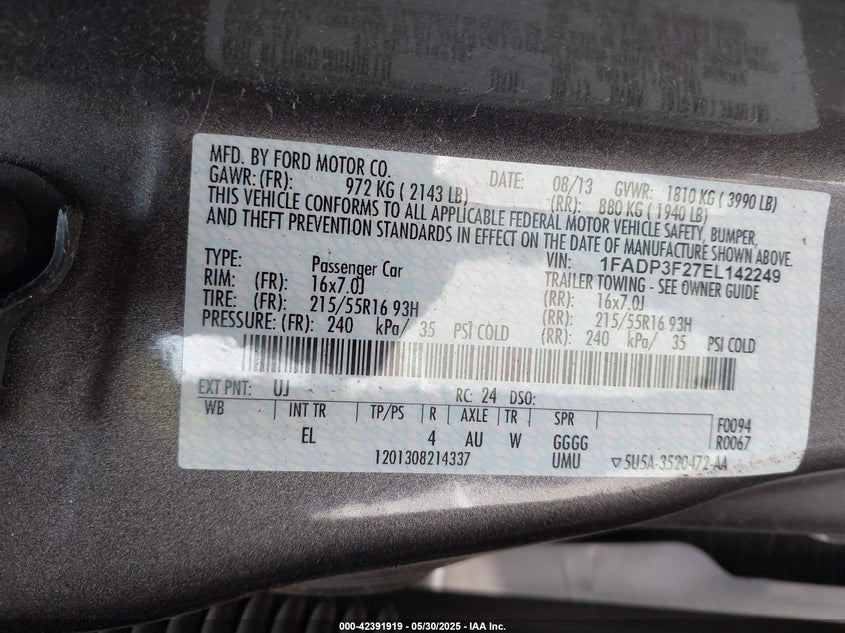 MFD. BY FORD MOTOR CO. DATE: 08/13 GVWR: 1810 KG ( 3990 LB)
GAWR: (FR): 972 KG ( 2143 LB) (RR): 880 KG ( 1940 LB)
THIS VEHICLE CONFORMS TO ALL APPLICABLE FEDERAL MOTOR VEHICLE SAFETY, BUMPER,
AND THEFT PREVENTION STANDARDS IN EFFECT ON THE DATE OF MANUFACTURE SHOWN ABOVE.
VIN: 1FADP3F27EL142249
TYPE: Passenger Car TRAILER TOWING - SEE OWNER GUIDE
RIM: (FR): 16x7.0J (RR): 16x7.0J
TIRE: (FR): 215/55R16 93H (RR): 215/55R16 93H
PRESSURE: (FR): 240 kPa/ 35 PSI COLD (RR): 240 kPa/ 35 PSI COLD
EXT PNT: UJ RC: 24 DSO:
WB INT TR TP/PS R AXLE TR SPR F0094
EL 4 AU W GGGG R0067
1201308214337 UMU ▽5U5A-3520472-AA
000-42391919 — 05/30/2025 - IAA Inc.